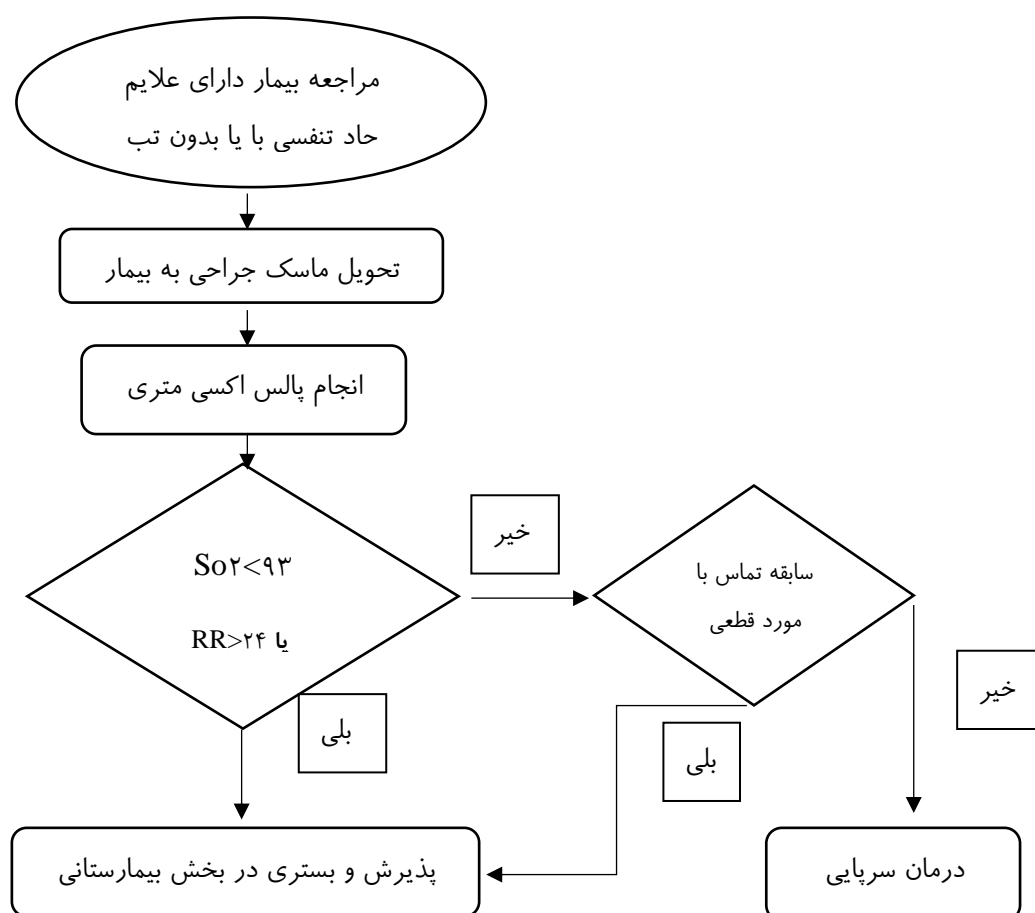 مراجعه بیمار دارای علایم
حاد تنفسی با یا بدون تب
تحویل ماسک جراحی به بیمار
انجام پالس اکسی متری
So۲<۹۳
یا RR>۲۴
خیر
سابقه تماس با
مورد قطعی
خیر
بلی
بلی
پذیرش و بستری در بخش بیمارستانی
درمان سرپایی